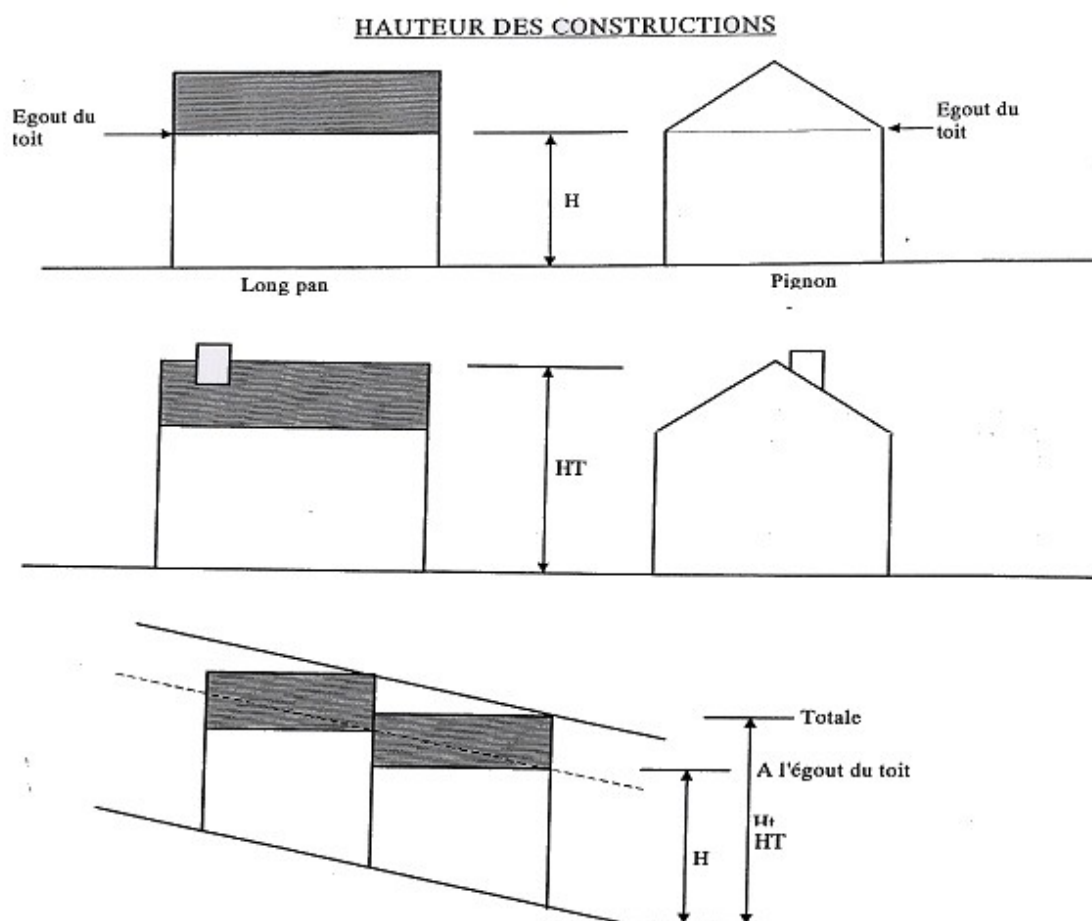 HAUTEUR DES CONSTRUCTIONS
Egout du
toit
Egout du
toit
H
Long pan
Pignon
HT
Totale
A l'égout du toit
Ht
HT
H